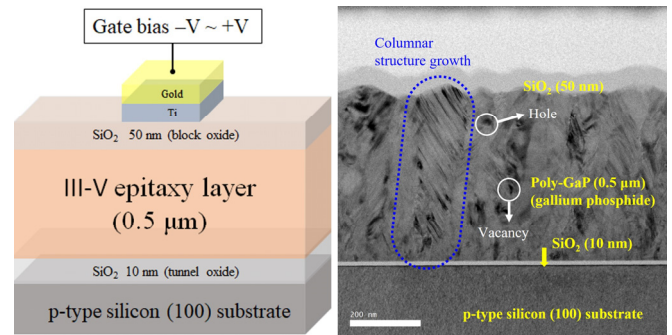 Gate bias –V ~ +V
Gold
Ti
SiO₂ 50 nm (block oxide)
III-V epitaxy layer
(0.5 μm)
SiO₂ 10 nm (tunnel oxide)
p-type silicon (100) substrate
Columnar
structure growth
SiO₂ (50 nm)
Hole
Poly-GaP (0.5 μm)
(gallium phosphide)
Vacancy
SiO₂ (10 nm)
200 nm
p-type silicon (100) substrate